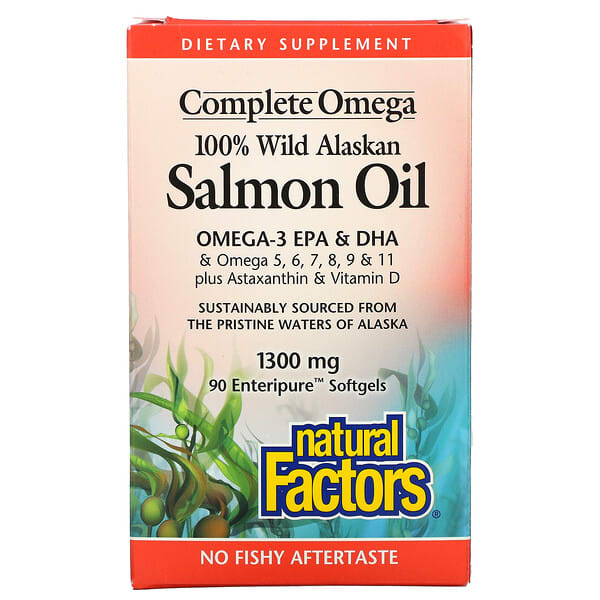 DIETARY SUPPLEMENT
Complete Omega
100% Wild Alaskan
Salmon Oil
OMEGA-3 EPA & DHA
& Omega 5, 6, 7, 8, 9 & 11
plus Astaxanthin & Vitamin D
SUSTAINABLY SOURCED FROM
THE PRISTINE WATERS OF ALASKA
1300 mg
90 Enteripure™ Softgels
natural
Factors®
NO FISHY AFTERTASTE